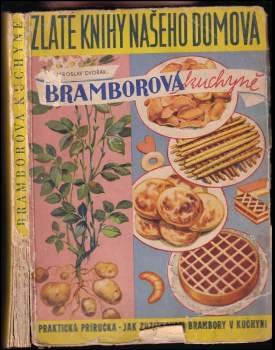 ZLATÉ KNIHY NAŠEHO DOMOVA
JAROSLAV DVOŘÁK
BRAMBOROVÁ
kuchyně
PRAKTICKÁ PŘÍRUČKA - JAK BRAMBORY V KUCHYNI
BRAMBOROVÁ KUCHYNĚ